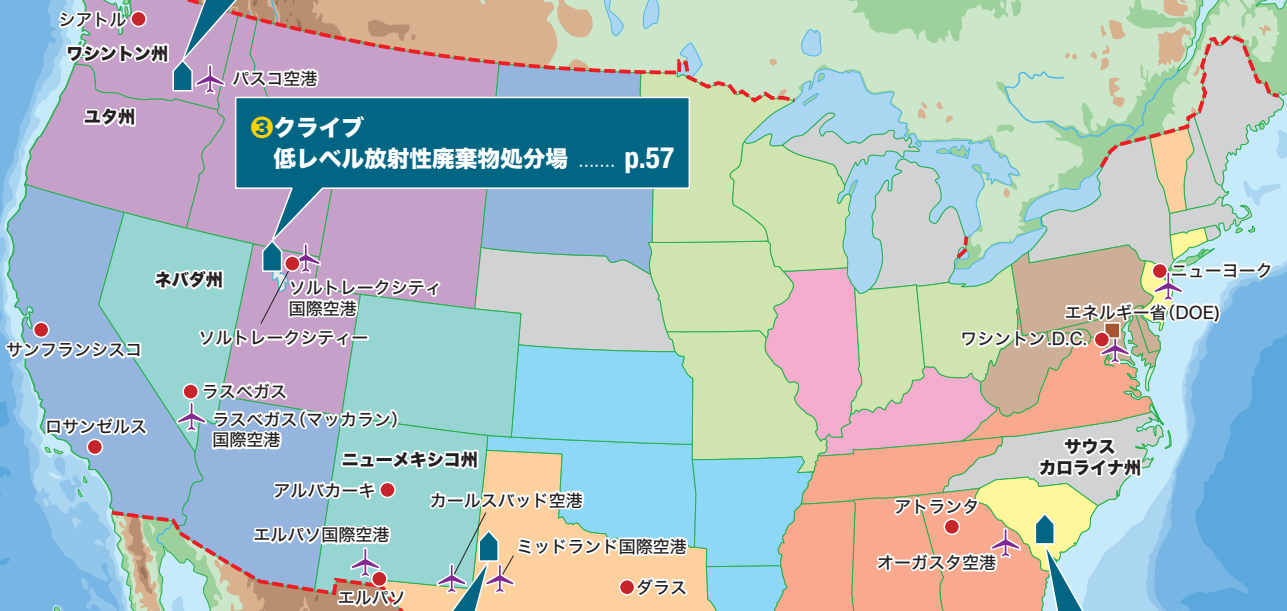 シアトル
ワシントン州
パスコ空港
ユタ州
❸クライブ
低レベル放射性廃棄物処分場 ....... p.57
ネバダ州
ソルトレークシティ
国際空港
ソルトレークシティー
サンフランシスコ
ラスベガス
ラスベガス(マッカラン)
国際空港
ロサンゼルス
ニューメキシコ州
アルバカーキ
カールスバッド空港
エルパソ国際空港
ミッドランド国際空港
エルパソ
ダラス
ニューヨーク
エネルギー省(DOE)
ワシントン.D.C.
サウス
カロライナ州
アトランタ
オーガスタ空港